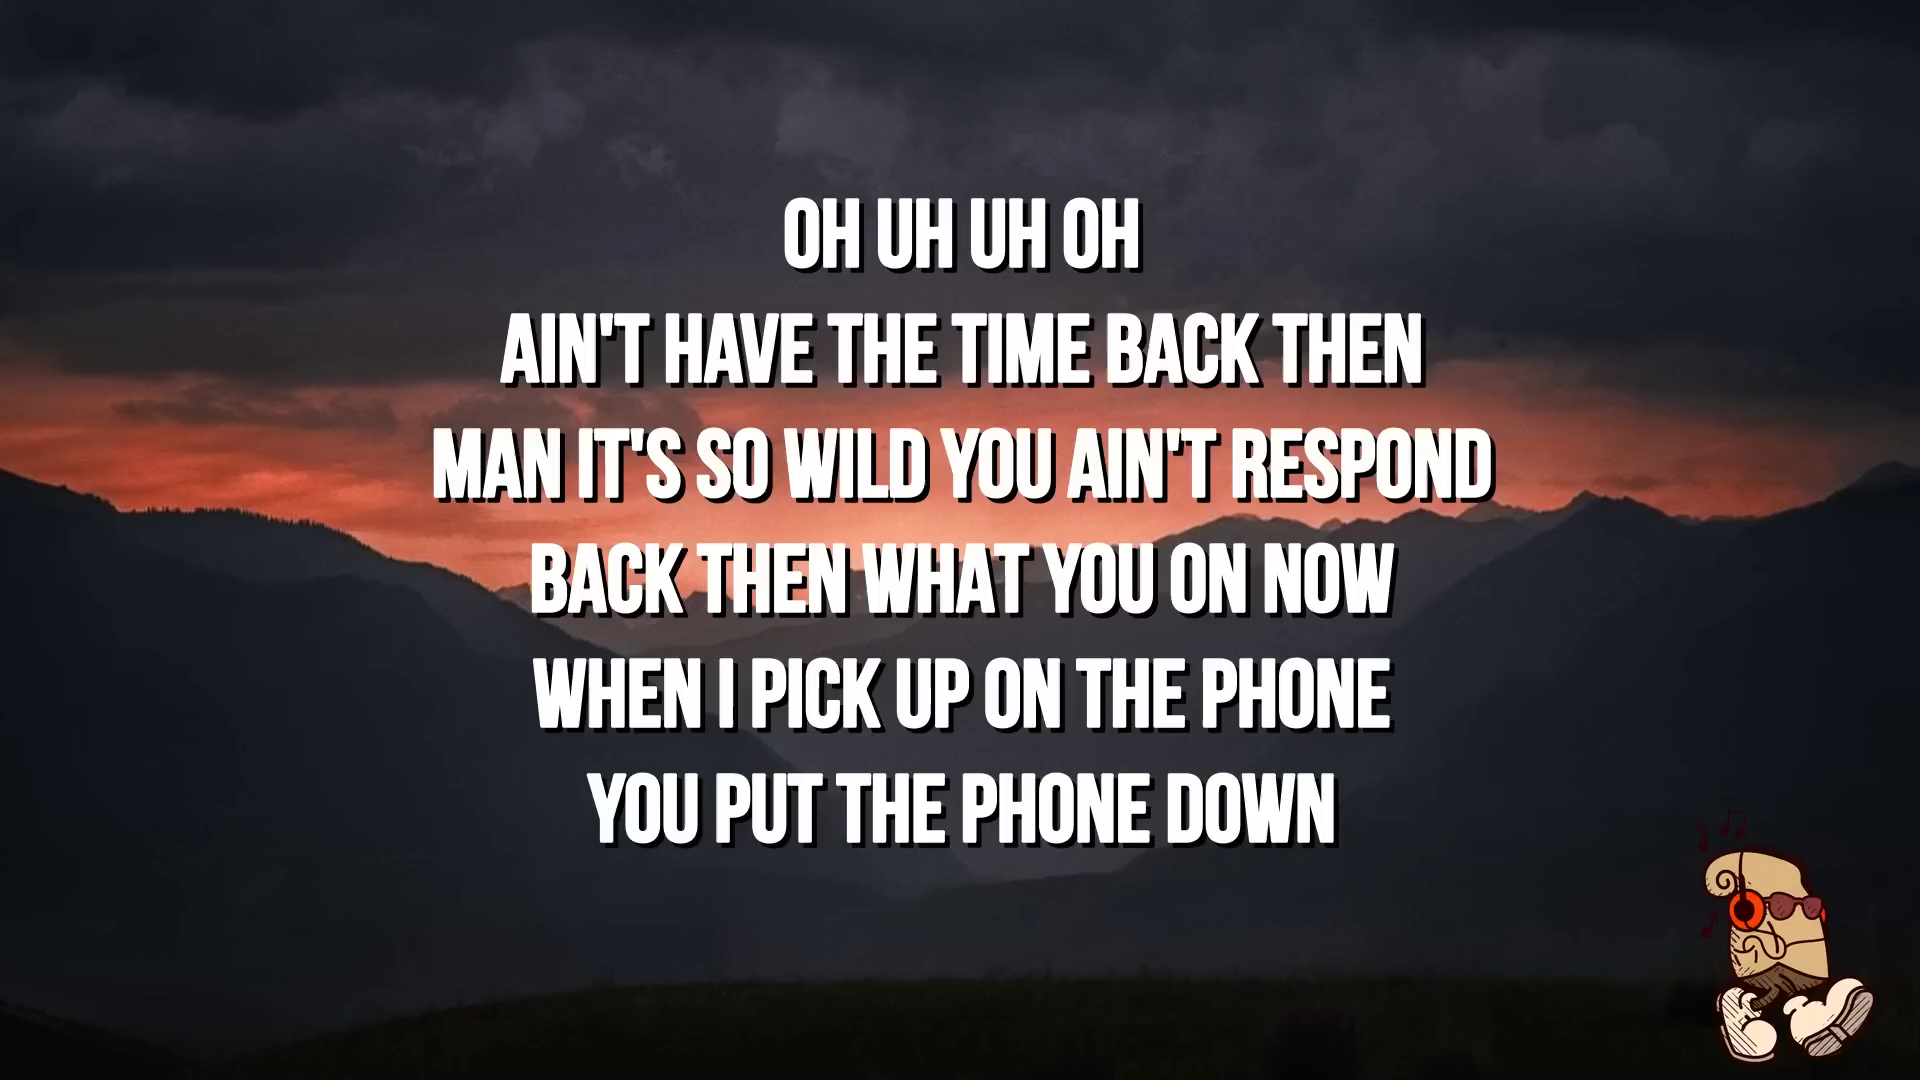 OH UH UH OH
AIN'T HAVE THE TIME BACK THEN
MAN IT'S SO WILD YOU AIN'T RESPOND
BACK THEN WHAT YOU ON NOW
WHEN I PICK UP ON THE PHONE
YOU PUT THE PHONE DOWN